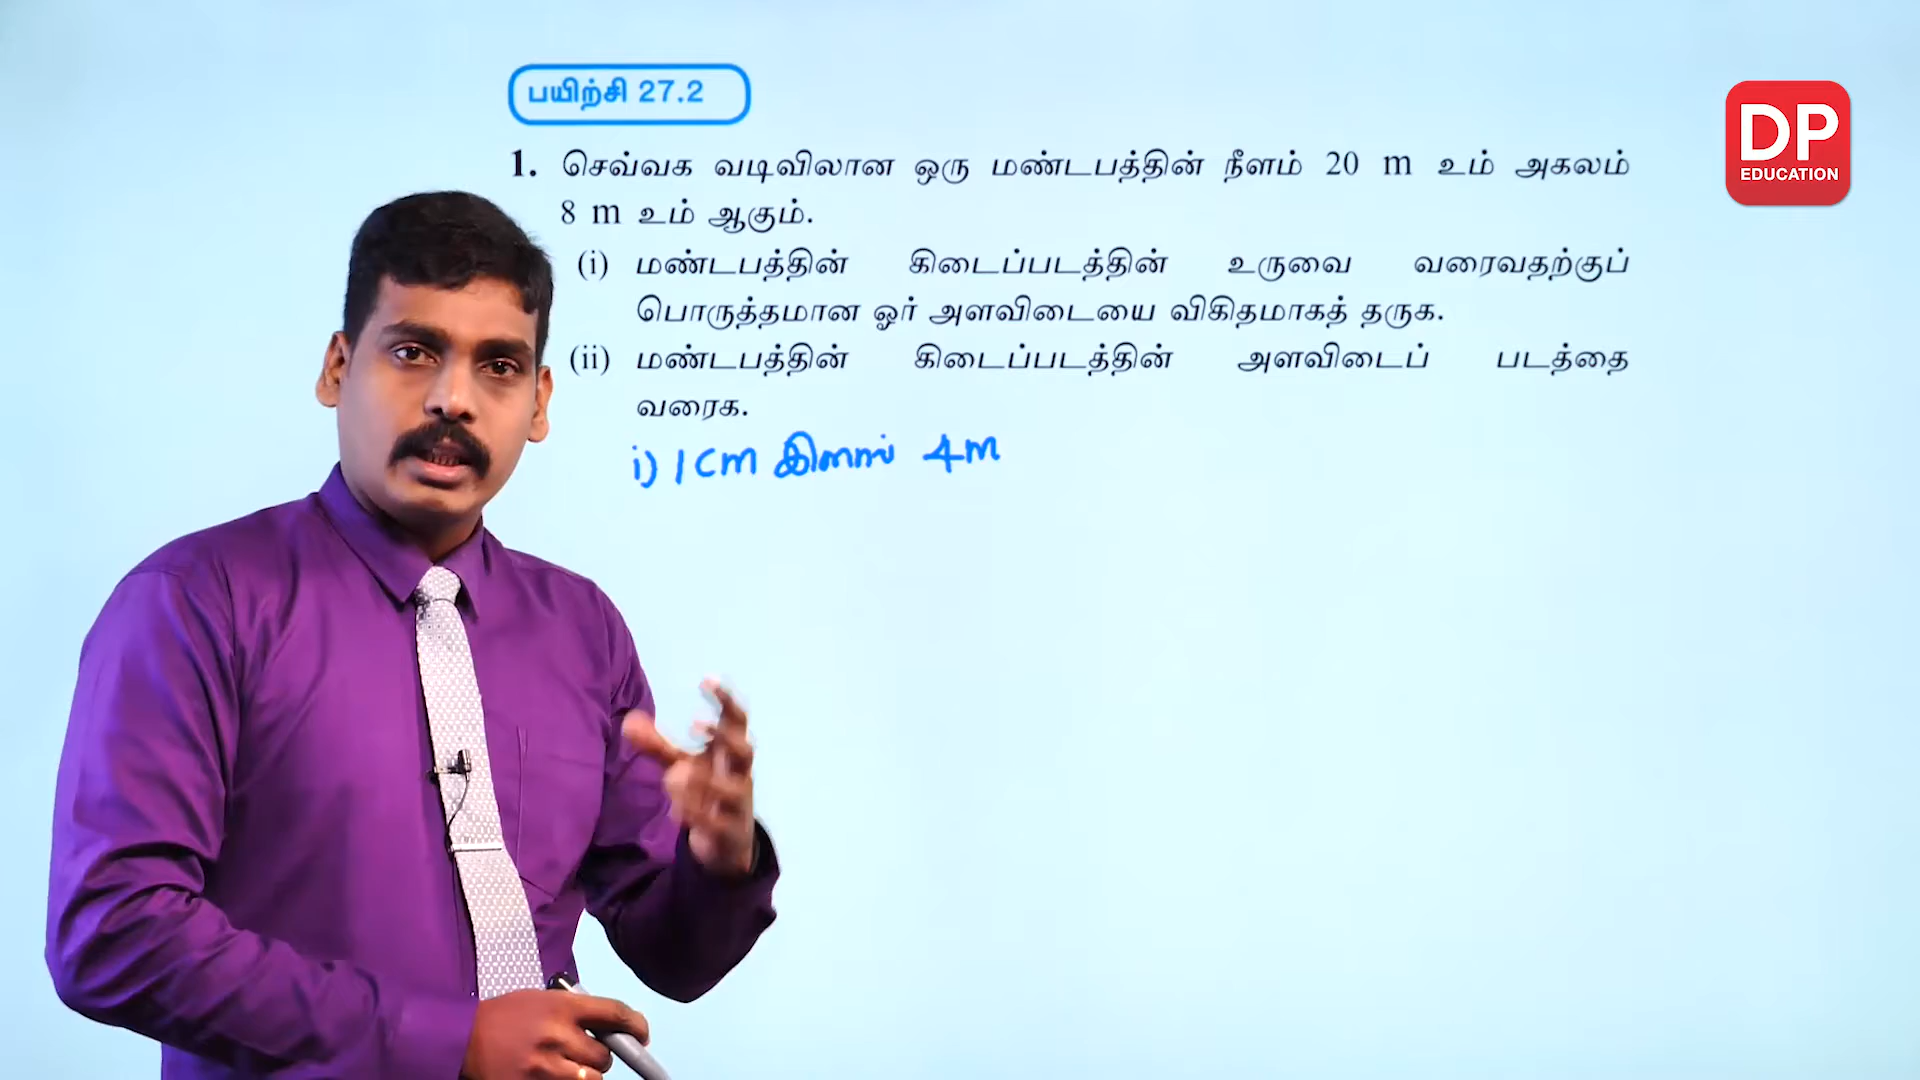 பயிற்சி 27.2
DP
EDUCATION
1. செவ்வக வடிவிலான ஒரு மண்டபத்தின் நீளம் 20 m உம் அகலம்
8 m உம் ஆகும்.
(i) மண்டபத்தின் கிடைப்படத்தின் உருவை வரைவதற்குப்
பொருத்தமான ஓர் அளவிடையை விகிதமாகத் தருக.
(ii) மண்டபத்தின் கிடைப்படத்தின் அளவிடைப் படத்தை
வரைக.
i) 1 cm 4m